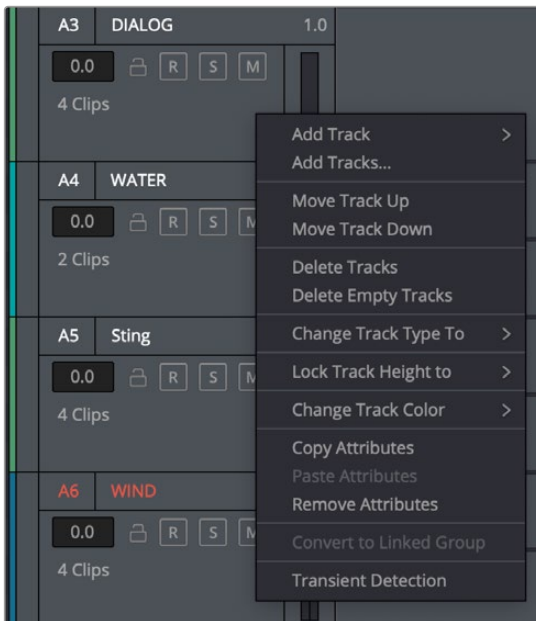 A3 DIALOG 1.0
0.0 R S M
4 Clips
A4 WATER
0.0 R S M
2 Clips
A5 Sting
0.0 R S M
4 Clips
A6 WIND
0.0 R S M
4 Clips
Add Track >
Add Tracks...
Move Track Up
Move Track Down
Delete Tracks
Delete Empty Tracks
Change Track Type To >
Lock Track Height to >
Change Track Color >
Copy Attributes
Paste Attributes
Remove Attributes
Convert to Linked Group
Transient Detection